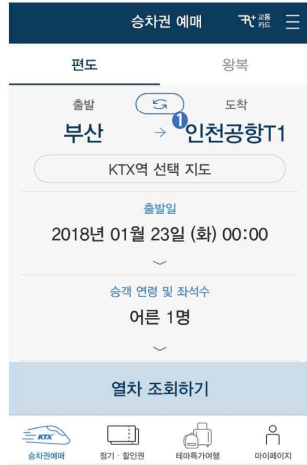 승차권 예매
편도 왕복
출발 도착
1
부산 → 인천공항T1
KTX역 선택 지도
출발일
2018년 01월 23일 (화) 00:00
승객 연령 및 좌석수
어른 1명
열차 조회하기
KTX
승차권예매 정기·할인권 테마특가여행 마이페이지